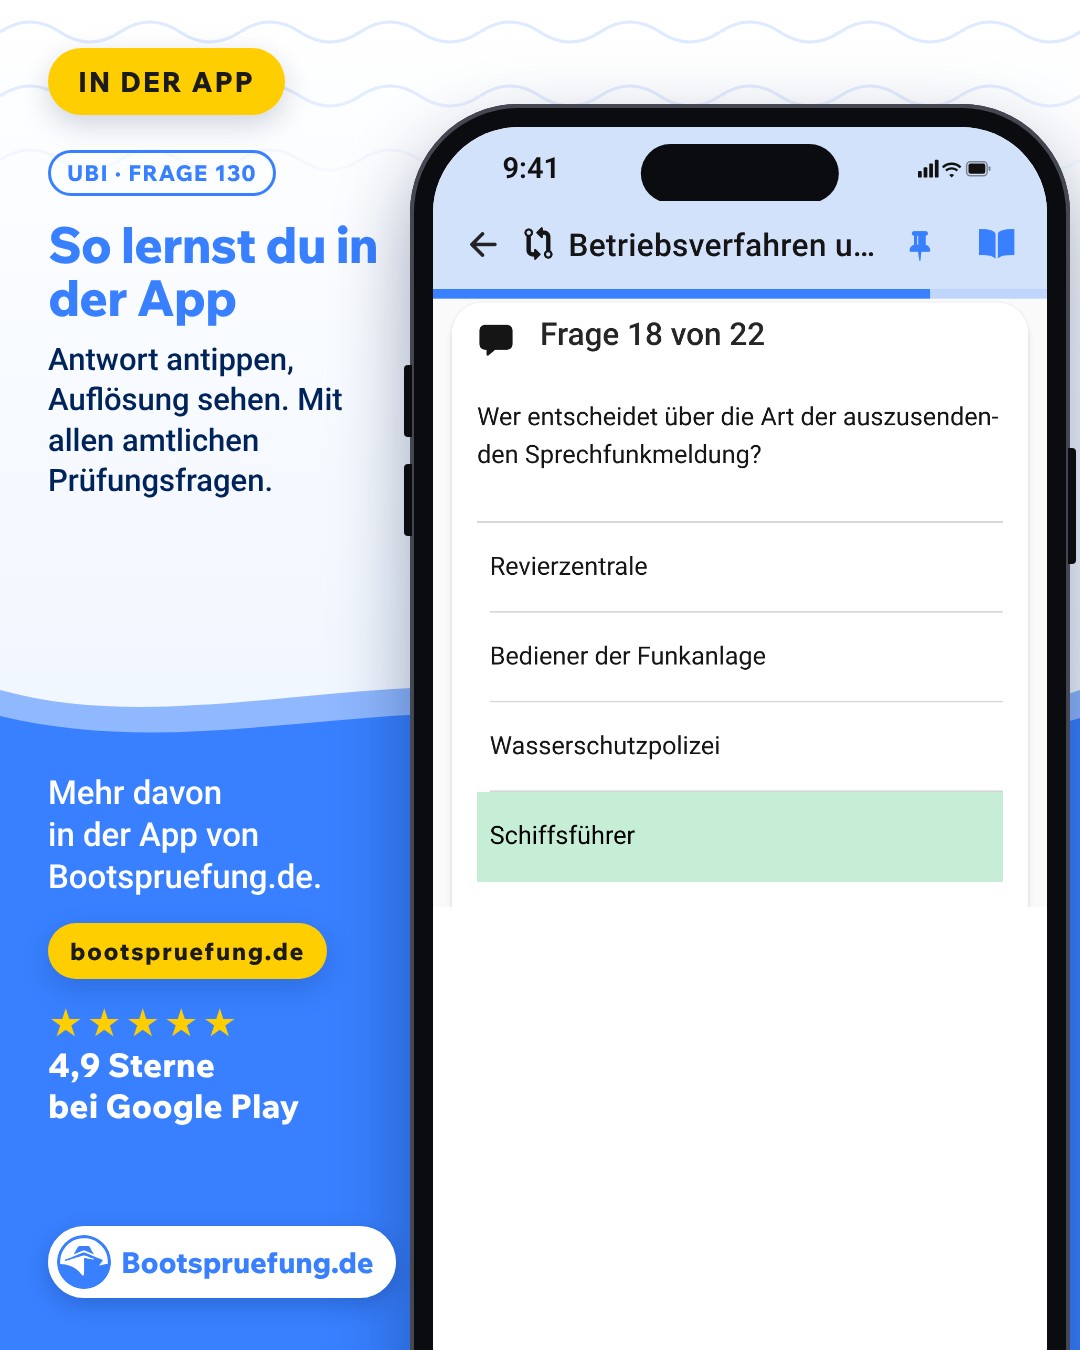 IN DER APP
UBI · FRAGE 130
So lernst du in
der App
Antwort antippen,
Auflösung sehen. Mit
allen amtlichen
Prüfungsfragen.
Mehr davon
in der App von
Bootspruefung.de.
bootspruefung.de
★★★★★
4,9 Sterne
bei Google Play
Bootspruefung.de
9:41
Betriebsverfahren u...
Frage 18 von 22
Wer entscheidet über die Art der auszusenden-
den Sprechfunkmeldung?
Revierzentrale
Bediener der Funkanlage
Wasserschutzpolizei
Schiffsführer